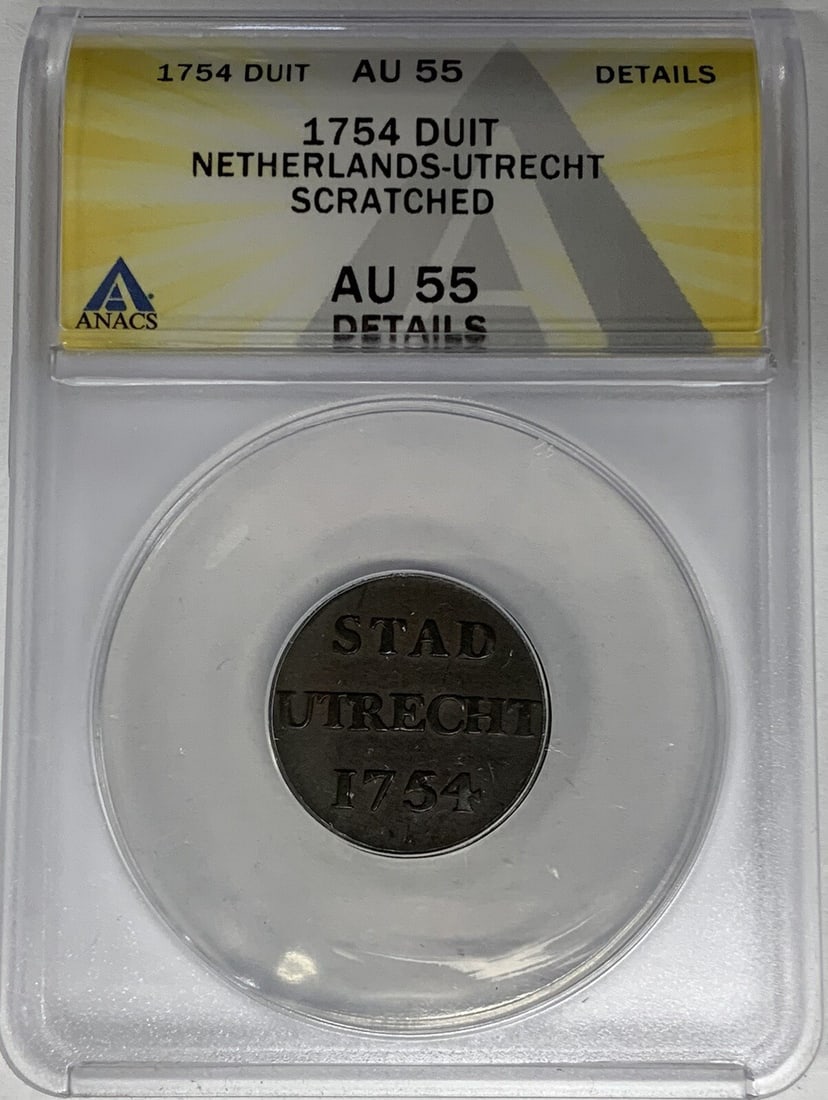 1754 DUIT AU 55 DETAILS
1754 DUIT
NETHERLANDS-UTRECHT
SCRATCHED
AU 55
DETAILS
ANACS
STAD
UTRECHT
1754